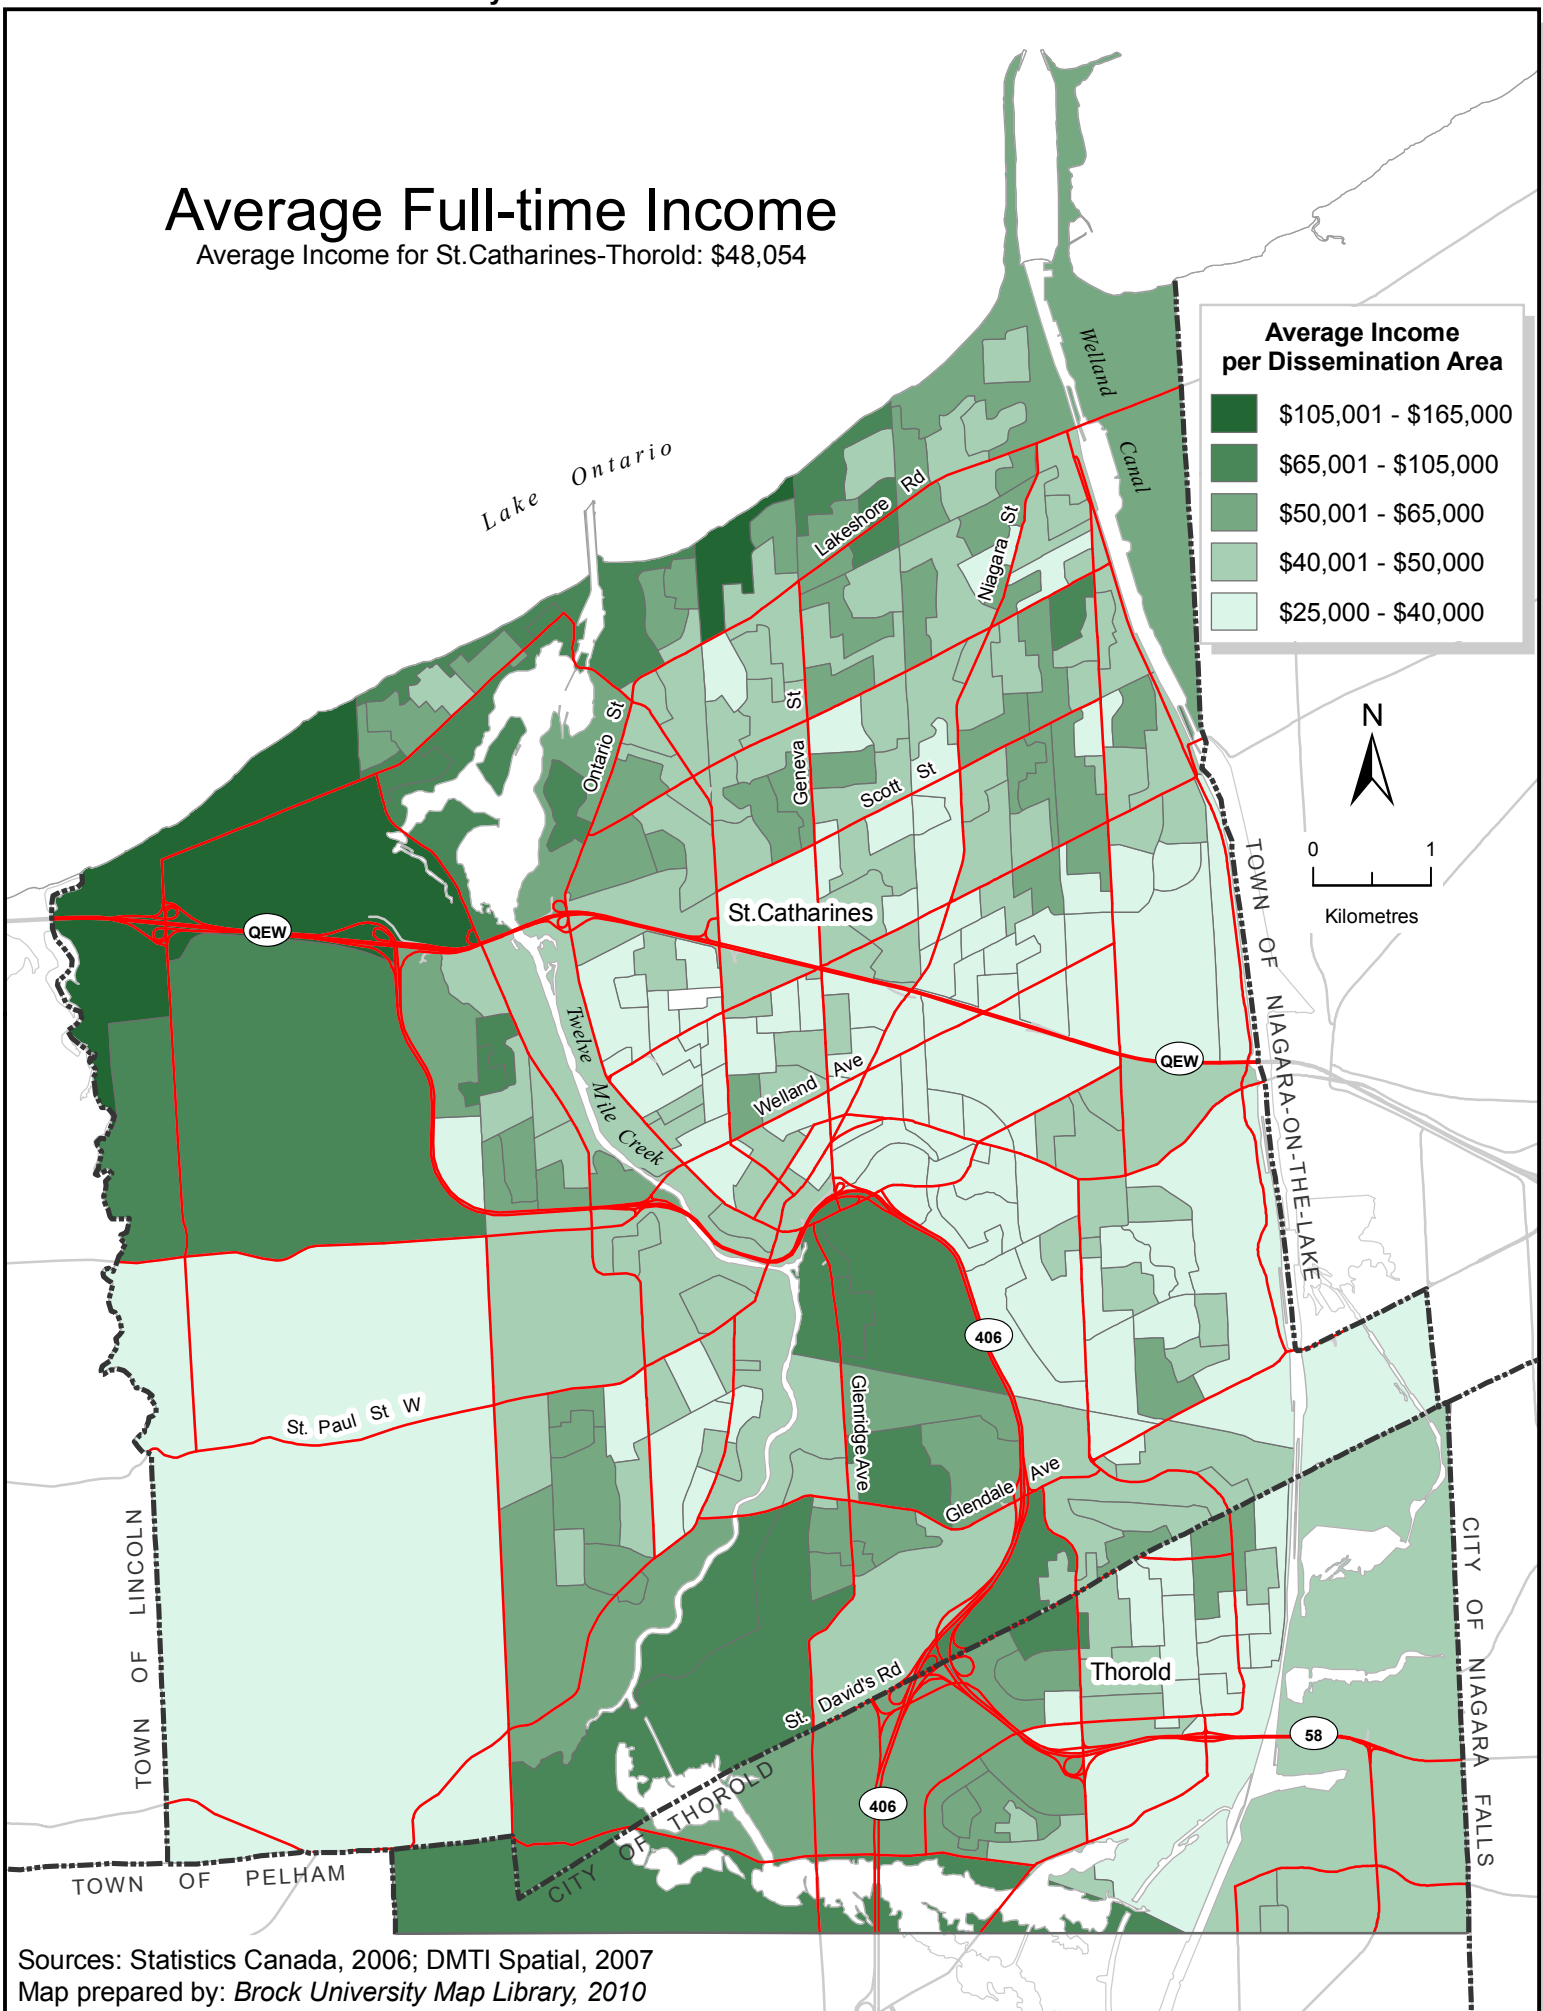 Average Full-time Income
Average Income for St.Catharines-Thorold: $48,054
Average Income
per Dissemination Area
$105,001 - $165,000
$65,001 - $105,000
$50,001 - $65,000
$40,001 - $50,000
$25,000 - $40,000
N
0 1
Kilometres
Lake Ontario
Welland
Canal
Lakeshore Rd
Niagara St
Ontario St
Geneva St
Scott St
St.Catharines
QEW
QEW
Twelve
Mile Creek
Welland Ave
TOWN OF NIAGARA-ON-THE-LAKE
406
St. Paul St W
Glenridge Ave
Glendale Ave
TOWN OF LINCOLN
CITY OF NIAGARA FALLS
Thorold
St. David's Rd
58
406
CITY OF THOROLD
TOWN OF PELHAM
Sources: Statistics Canada, 2006; DMTI Spatial, 2007
Map prepared by: Brock University Map Library, 2010